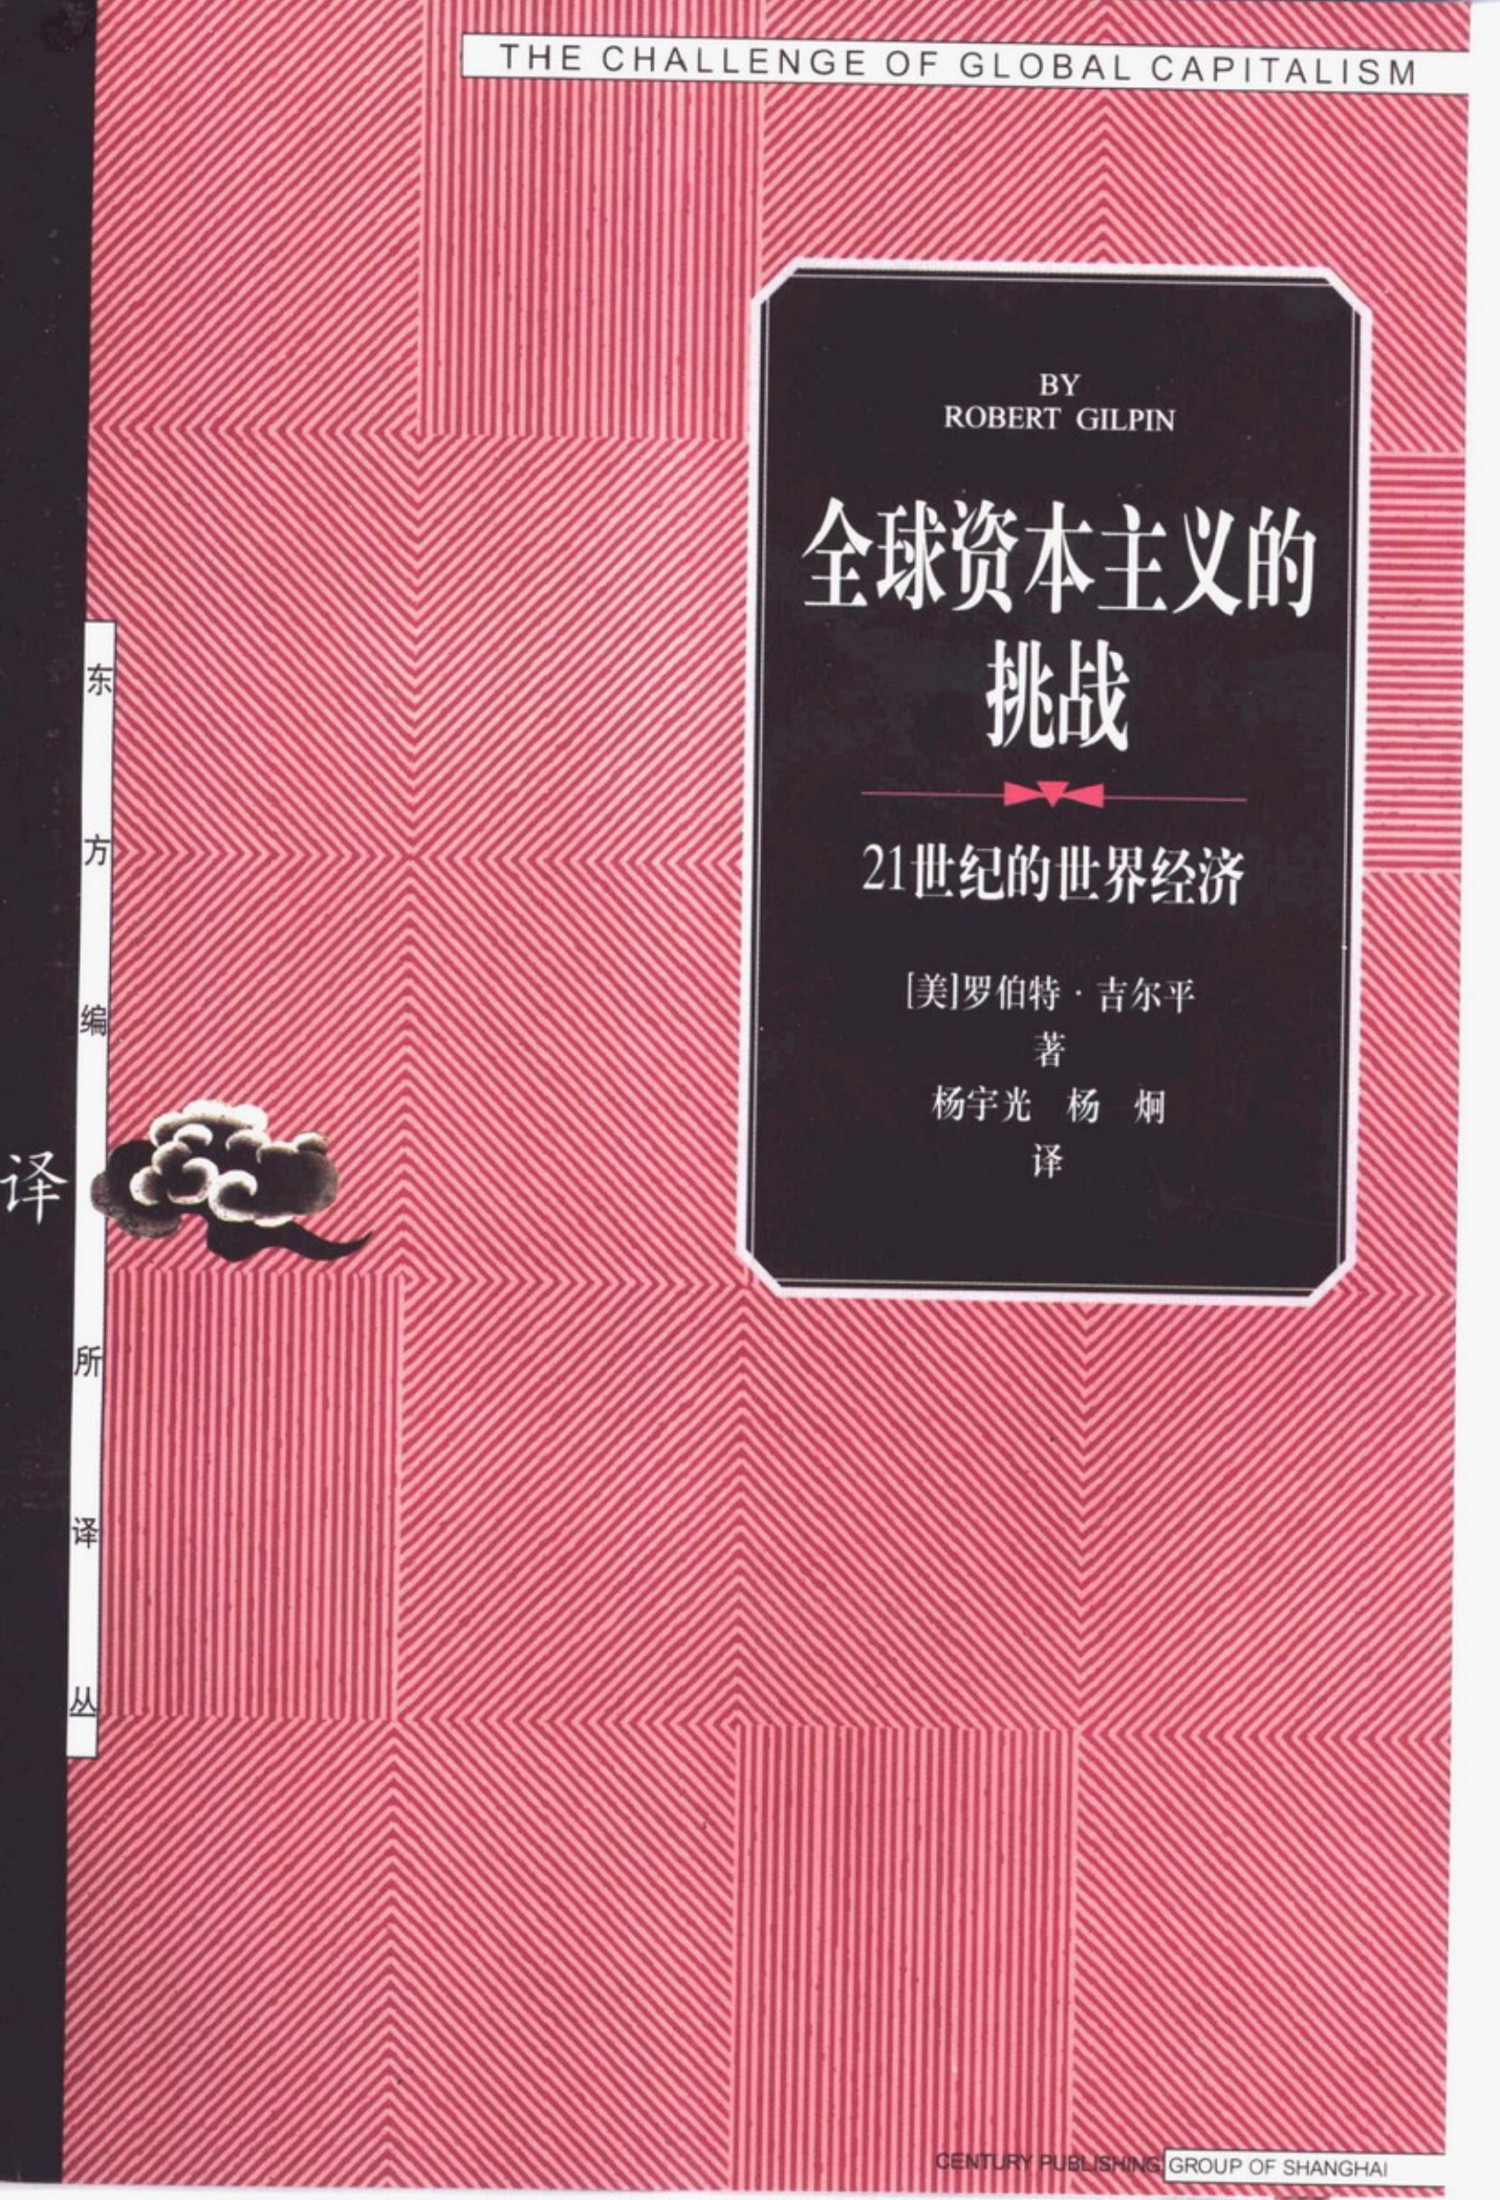 THE CHALLENGE OF GLOBAL CAPITALISM
BY
ROBERT GILPIN
全球资本主义的
挑战
21世纪的世界经济
[美]罗伯特·吉尔平
著
杨宇光 杨 炯
译
东方编
译
所译丛
CENTURY PUBLISHING GROUP OF SHANGHAI